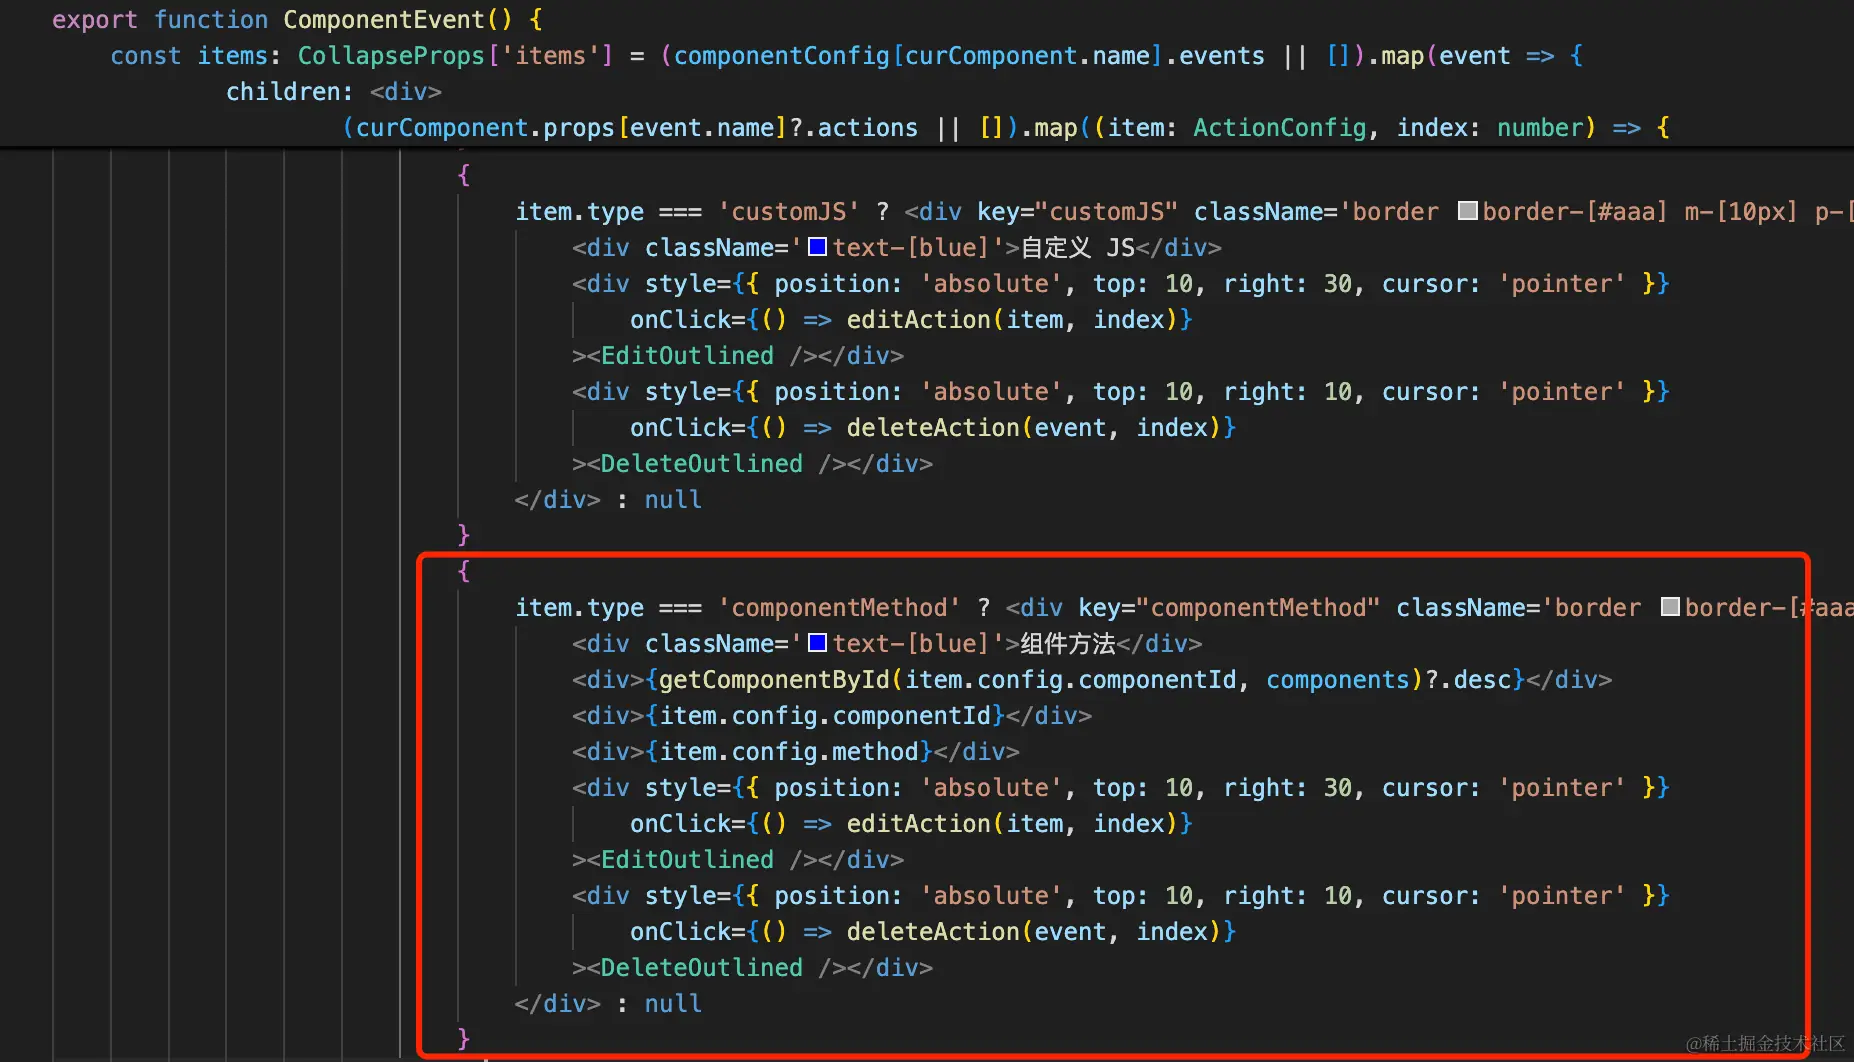 export function ComponentEvent() {
const items: CollapseProps['items'] = (componentConfig[curComponent.name].events || []).map(event => {
children: <div>
(curComponent.props[event.name]?.actions || []).map((item: ActionConfig, index: number) => {
{
item.type === 'customJS' ? <div key="customJS" className='border border-[#aaa] m-[10px] p-[
<div className='text-[blue]'>自定义 JS</div>
<div style={{ position: 'absolute', top: 10, right: 30, cursor: 'pointer' }}
onClick={() => editAction(item, index)}
><EditOutlined /></div>
<div style={{ position: 'absolute', top: 10, right: 10, cursor: 'pointer' }}
onClick={() => deleteAction(event, index)}
><DeleteOutlined /></div>
</div> : null
}
{
item.type === 'componentMethod' ? <div key="componentMethod" className='border border-[#aaa
<div className='text-[blue]'>组件方法</div>
<div>{getComponentById(item.config.componentId, components)?.desc}</div>
<div>{item.config.componentId}</div>
<div>{item.config.method}</div>
<div style={{ position: 'absolute', top: 10, right: 30, cursor: 'pointer' }}
onClick={() => editAction(item, index)}
><EditOutlined /></div>
<div style={{ position: 'absolute', top: 10, right: 10, cursor: 'pointer' }}
onClick={() => deleteAction(event, index)}
><DeleteOutlined /></div>
</div> : null
}
@稀土掘金技术社区